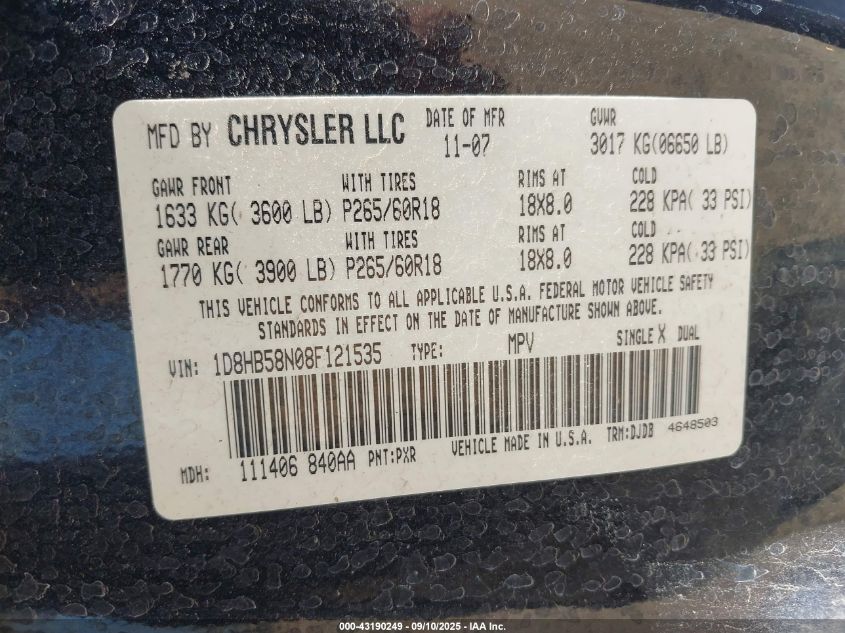 MFD BY CHRYSLER LLC DATE OF MFR GVWR
11-07 3017 KG(06650 LB)
GAWR FRONT WITH TIRES RIMS AT COLD
1633 KG( 3600 LB) P265/60R18 18X8.0 228 KPA( 33 PSI)
GAWR REAR WITH TIRES RIMS AT COLD
1770 KG( 3900 LB) P265/60R18 18X8.0 228 KPA( 33 PSI)
THIS VEHICLE CONFORMS TO ALL APPLICABLE U.S.A. FEDERAL MOTOR VEHICLE SAFETY
STANDARDS IN EFFECT ON THE DATE OF MANUFACTURE SHOWN ABOVE.
VIN: 1D8HB58N08F121535 TYPE: MPV SINGLE X DUAL
MDH: 111406 840AA PNT:PXR VEHICLE MADE IN U.S.A. TRM:DJDB 4648503
000-43190249 - 09/10/2025 - IAA Inc.